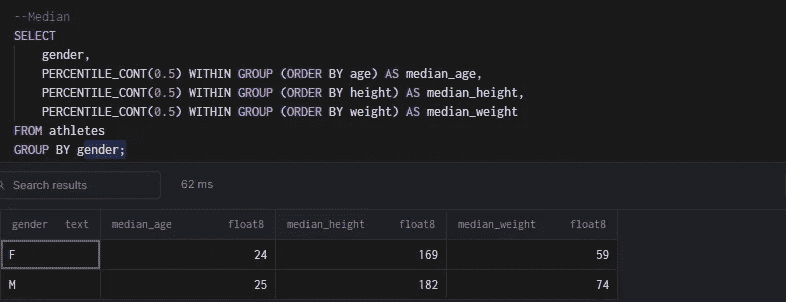 --Median
SELECT
gender,
PERCENTILE_CONT(0.5) WITHIN GROUP (ORDER BY age) AS median_age,
PERCENTILE_CONT(0.5) WITHIN GROUP (ORDER BY height) AS median_height,
PERCENTILE_CONT(0.5) WITHIN GROUP (ORDER BY weight) AS median_weight
FROM athletes
GROUP BY gender;
Search results 62 ms
gender text median_age float8 median_height float8 median_weight float8
F 24 169 59
M 25 182 74